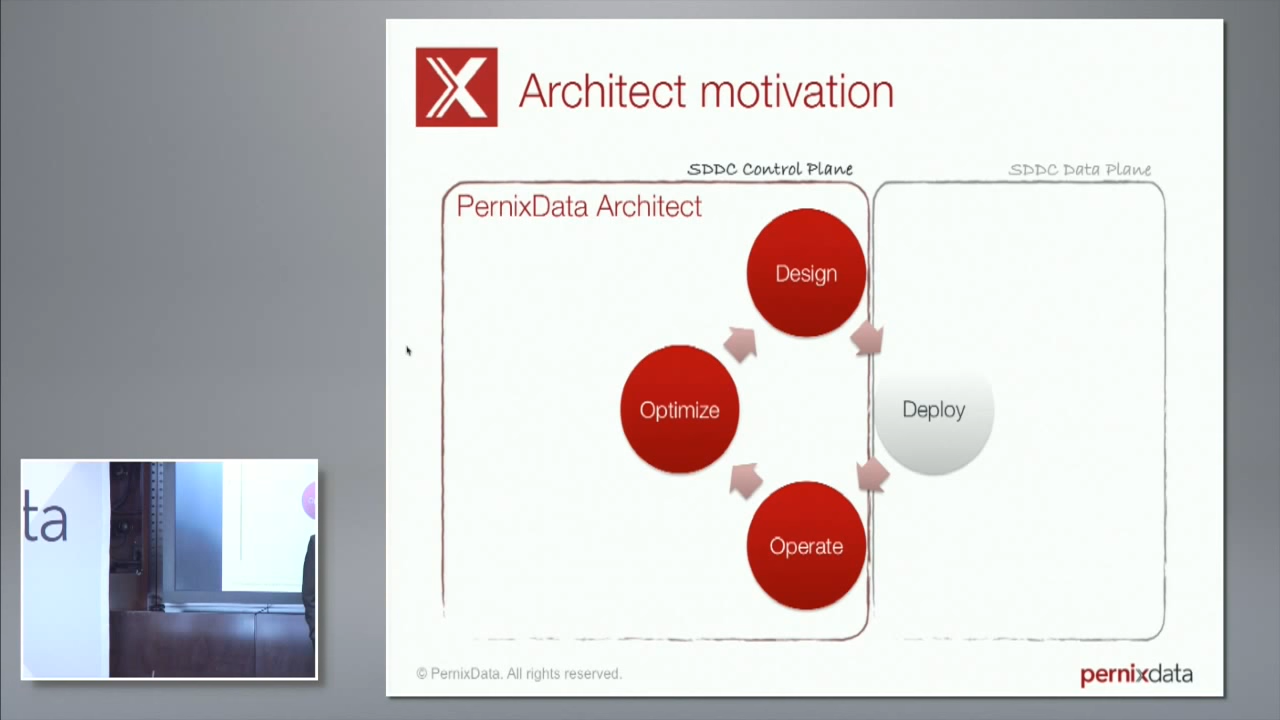 Architect motivation
SDDC Control Plane
SDDC Data Plane
PernixData Architect
Design
Optimize
Deploy
Operate
ta
© PernixData. All rights reserved.
pernixdata